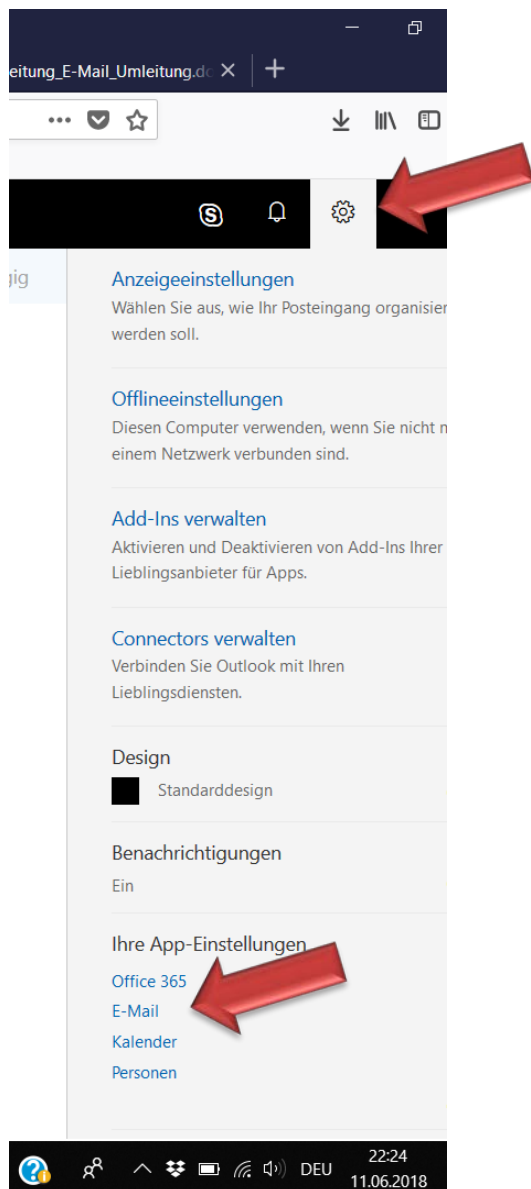 eitung_E-Mail_Umleitung.do
Anzeigeeinstellungen
Wählen Sie aus, wie Ihr Posteingang organisier
werden soll.
Offlineeinstellungen
Diesen Computer verwenden, wenn Sie nicht n
einem Netzwerk verbunden sind.
Add-Ins verwalten
Aktivieren und Deaktivieren von Add-Ins Ihrer
Lieblingsanbieter für Apps.
Connectors verwalten
Verbinden Sie Outlook mit Ihren
Lieblingsdiensten.
Design
Standarddesign
Benachrichtigungen
Ein
Ihre App-Einstellungen
Office 365
E-Mail
Kalender
Personen
DEU
22:24
11.06.2018